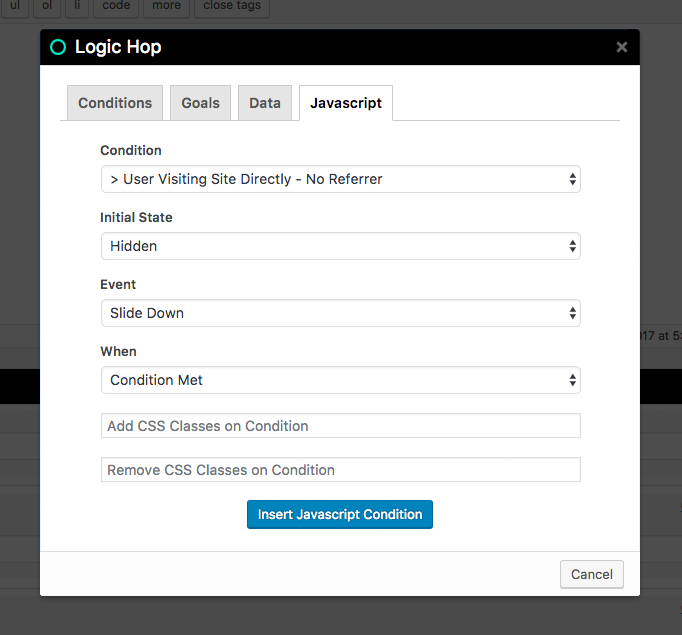 ul ol li code more close tags
Logic Hop ×
Conditions Goals Data Javascript
Condition
> User Visiting Site Directly - No Referrer
Initial State
Hidden
Event
Slide Down
017 at 5:
When
Condition Met
Add CSS Classes on Condition
Remove CSS Classes on Condition
Insert Javascript Condition
Cancel